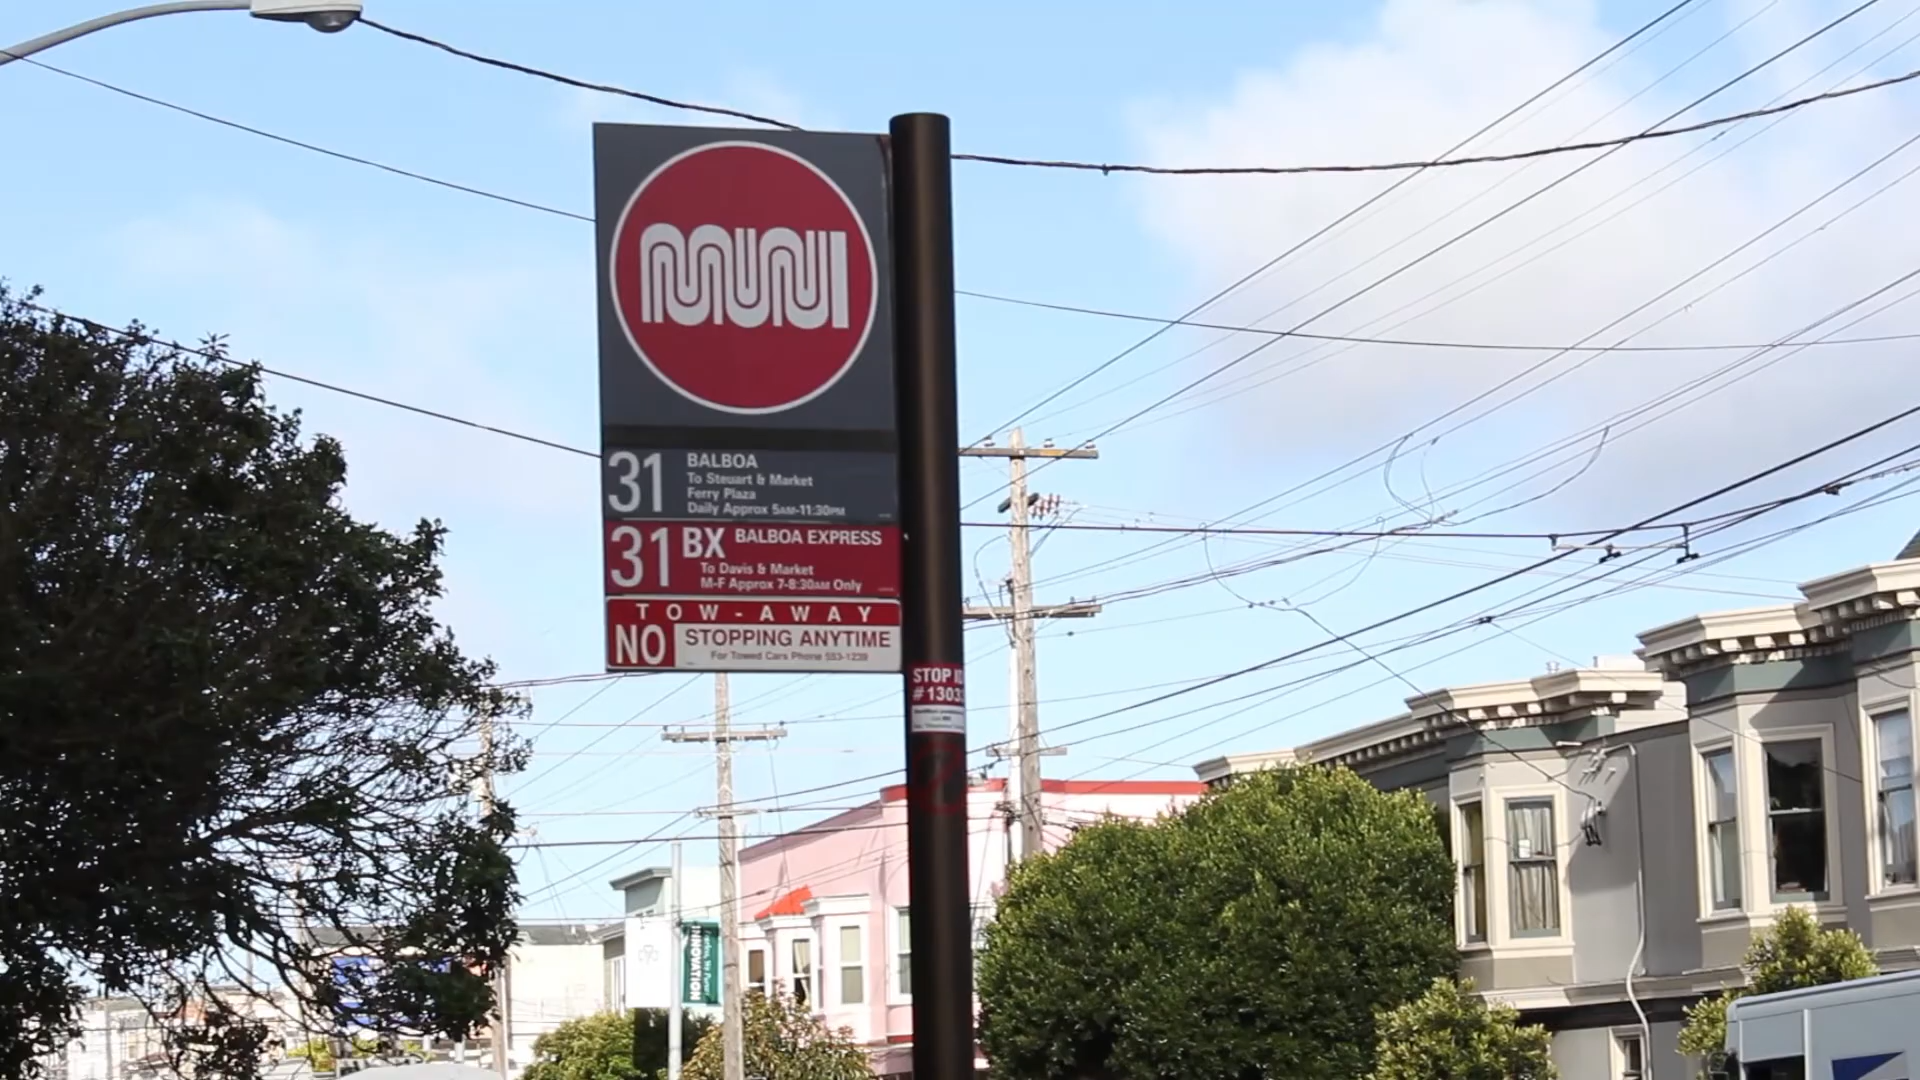 MUNI
31 BALBOA
To Steuart & Market
Ferry Plaza
Daily Approx 5AM-11:30PM
31 BX BALBOA EXPRESS
To Davis & Market
M-F Approx 7-8:30AM Only
TOW-AWAY
NO STOPPING ANYTIME
For Towed Cars Phone 553-1239
STOP
#1303
INNOVATION